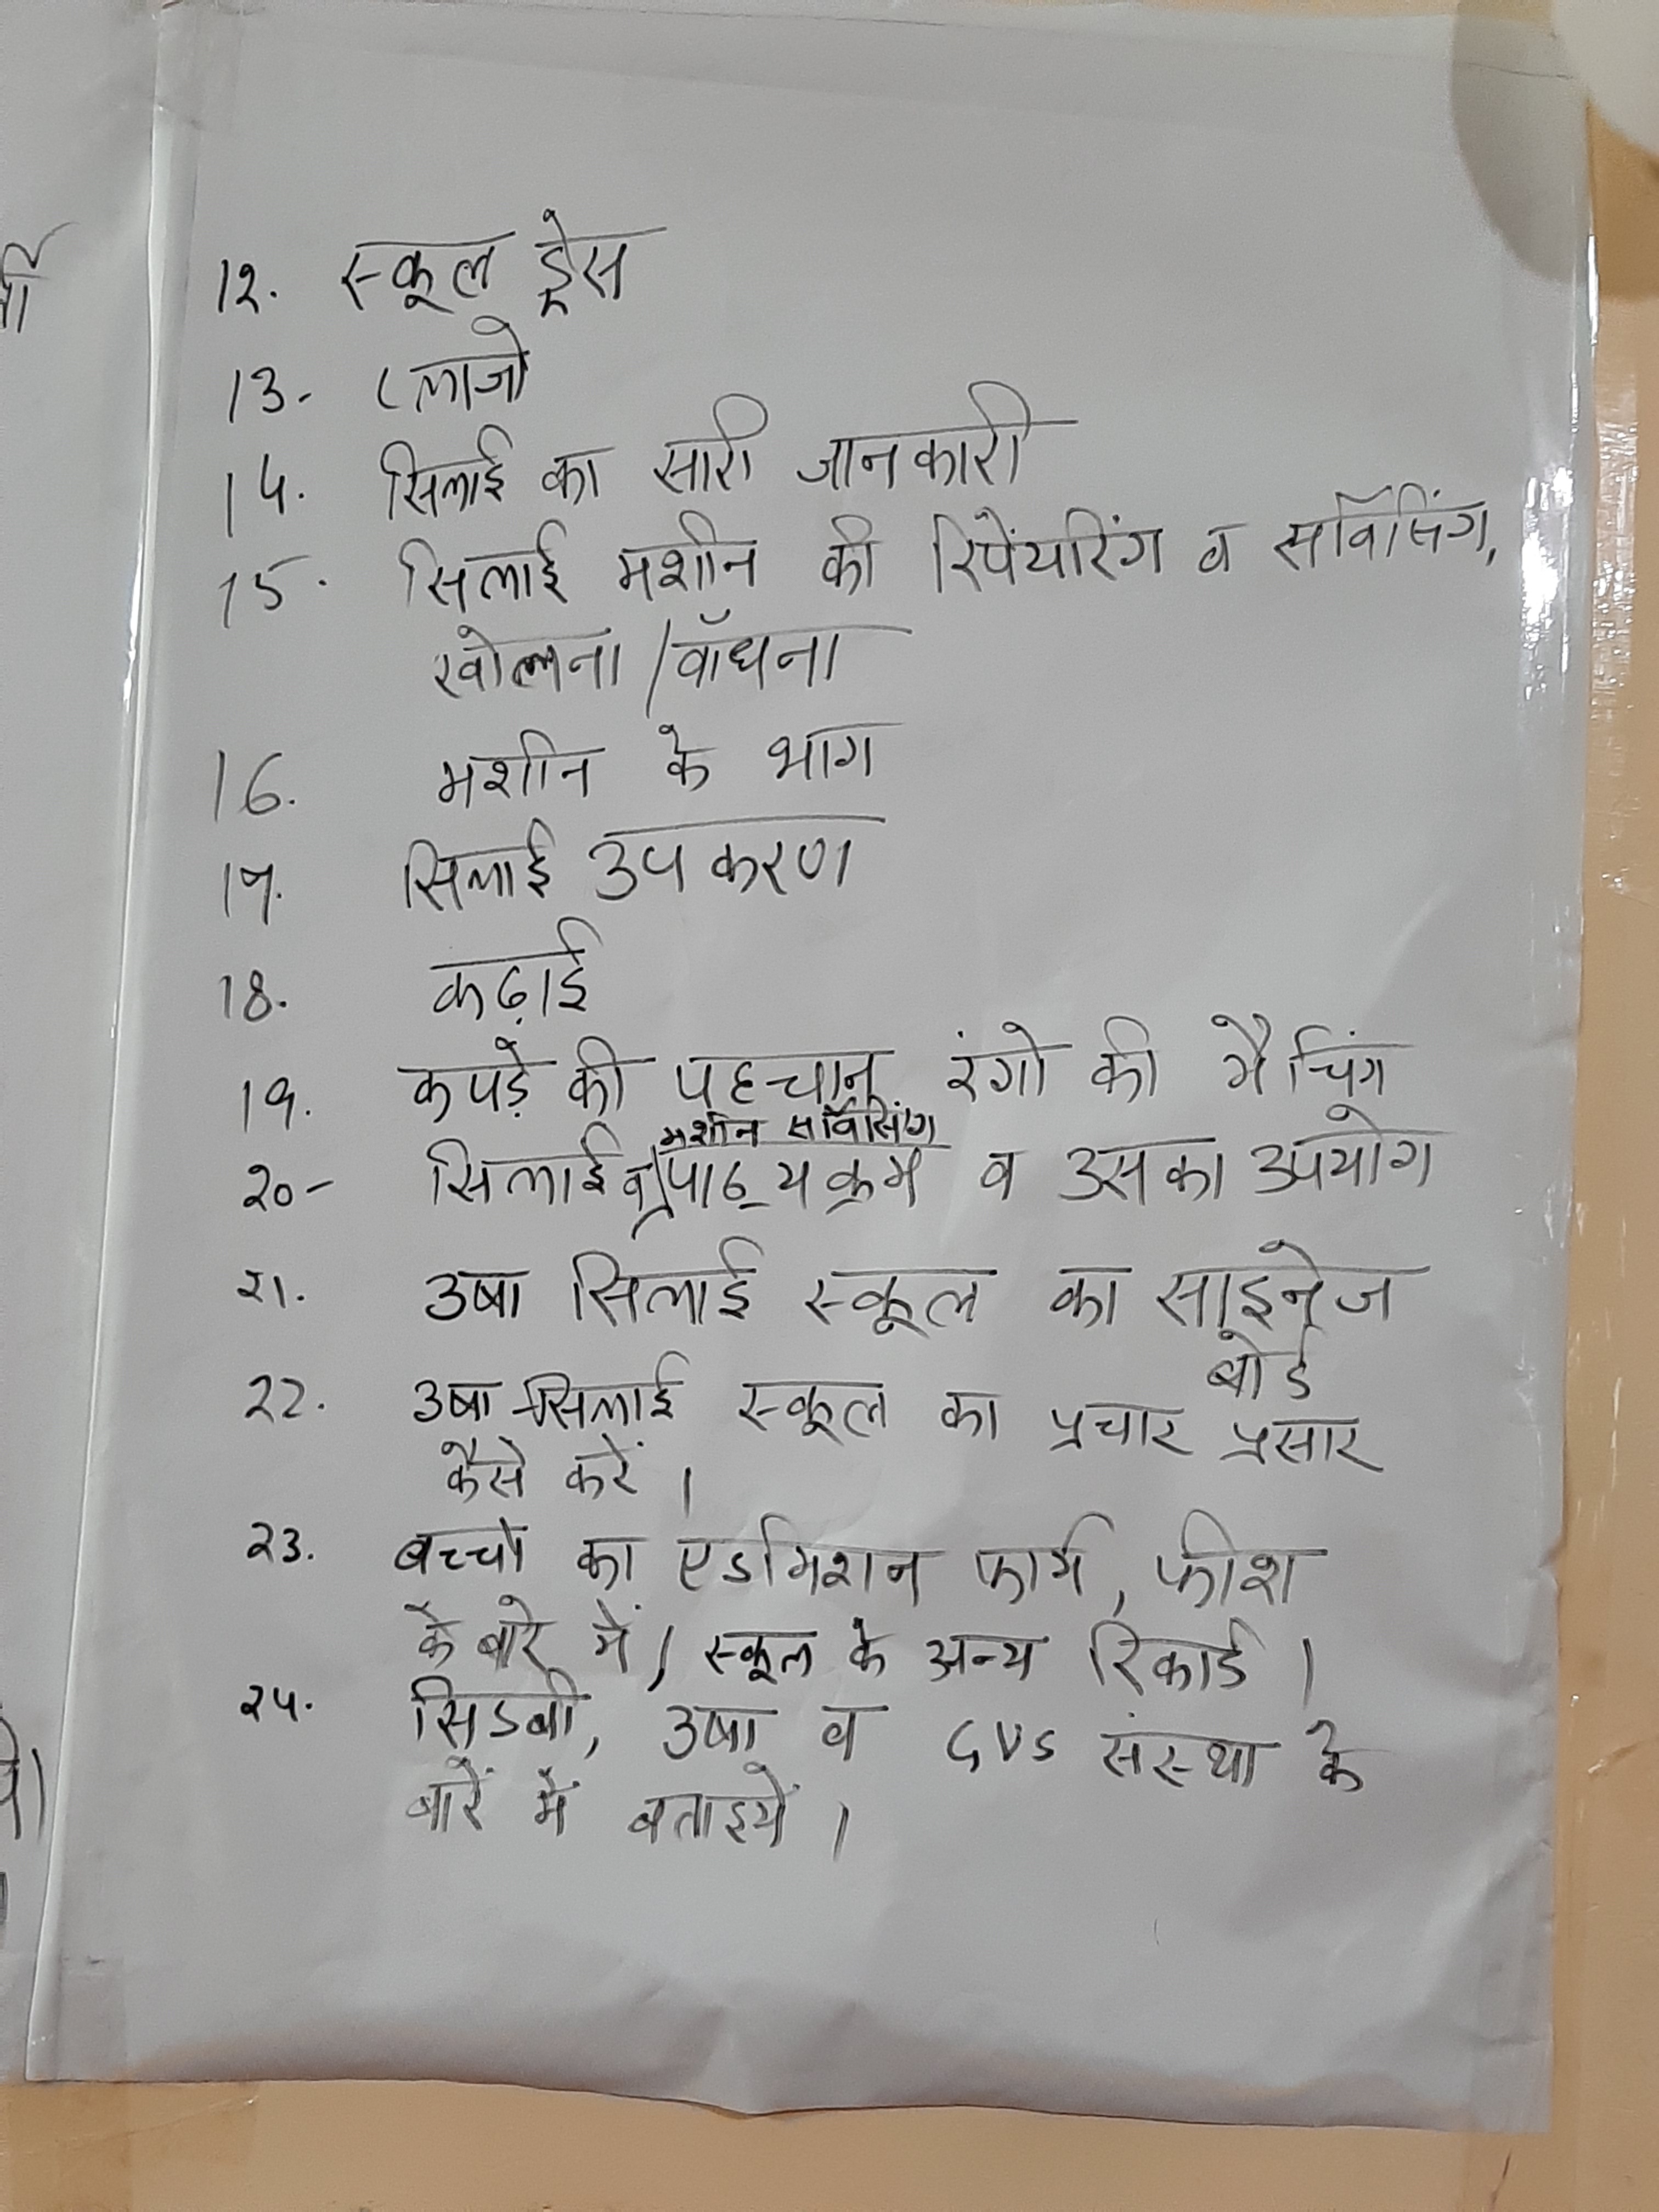 12. स्कूल ड्रेस
13- प्लाजो
14. सिलाई का सारी जानकारी
15. सिलाई मशीन की रिपेंयरिंग व सर्विसिंग,
खोलना /बाँधना
16. मशीन के भाग
17. सिलाई उपकरण
18. कढ़ाई
19. कपड़े की पहचान, रंगो की मैचिंग
मशीन सर्विसिंग
20- सिलाई व पाठ्यक्रम व उसका उपयोग
21. उषा सिलाई स्कूल का साइनेज
बोर्ड
22. उषा सिलाई स्कूल का प्रचार प्रसार
कैसे करें ।
23. बच्चो का एडमिशन फार्म, फीश
के बारे में, स्कूल के अन्य रिकार्ड ।
24. सिडबी, उषा व GVS संस्था के
बारें में बताइये ।